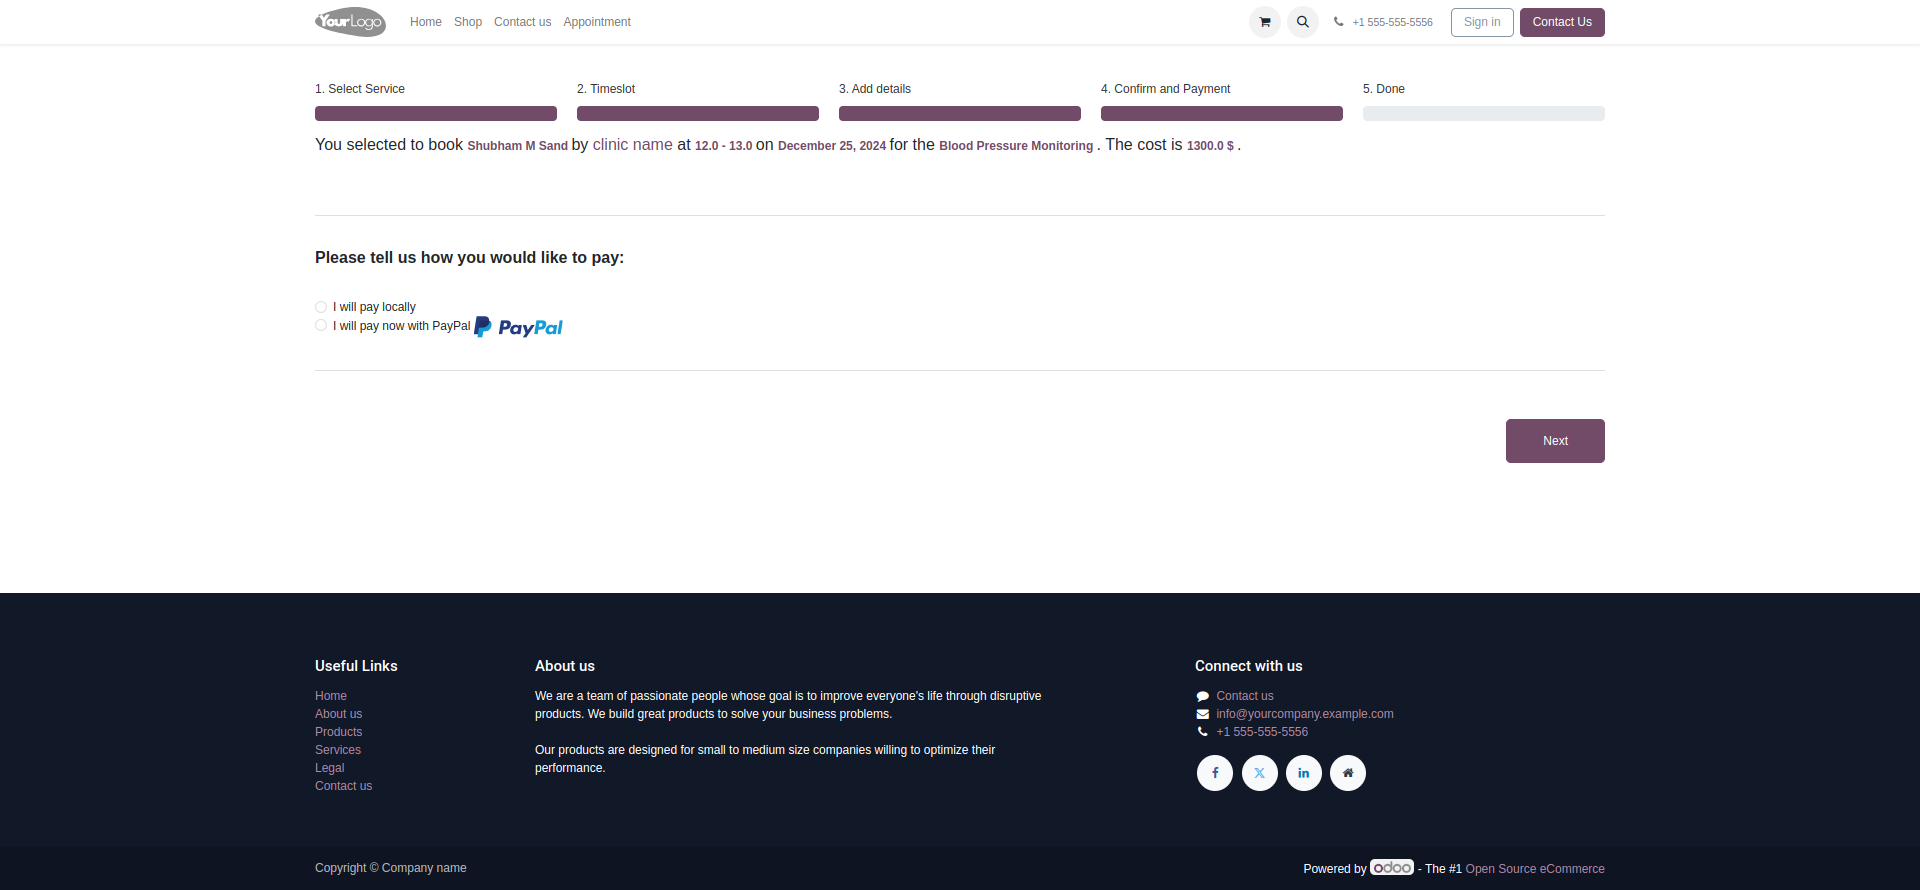 YourLogo Home Shop Contact us Appointment +1 555-555-5556 Sign in Contact Us
1. Select Service 2. Timeslot 3. Add details 4. Confirm and Payment 5. Done
You selected to book Shubham M Sand by clinic name at 12.0 - 13.0 on December 25, 2024 for the Blood Pressure Monitoring . The cost is 1300.0 $ .
Please tell us how you would like to pay:
I will pay locally
I will pay now with PayPal PayPal
Next
Useful Links
Home
About us
Products
Services
Legal
Contact us
About us
We are a team of passionate people whose goal is to improve everyone's life through disruptive
products. We build great products to solve your business problems.
Our products are designed for small to medium size companies willing to optimize their
performance.
Connect with us
Contact us
info@yourcompany.example.com
+1 555-555-5556
Copyright © Company name
Powered by odoo - The #1 Open Source eCommerce